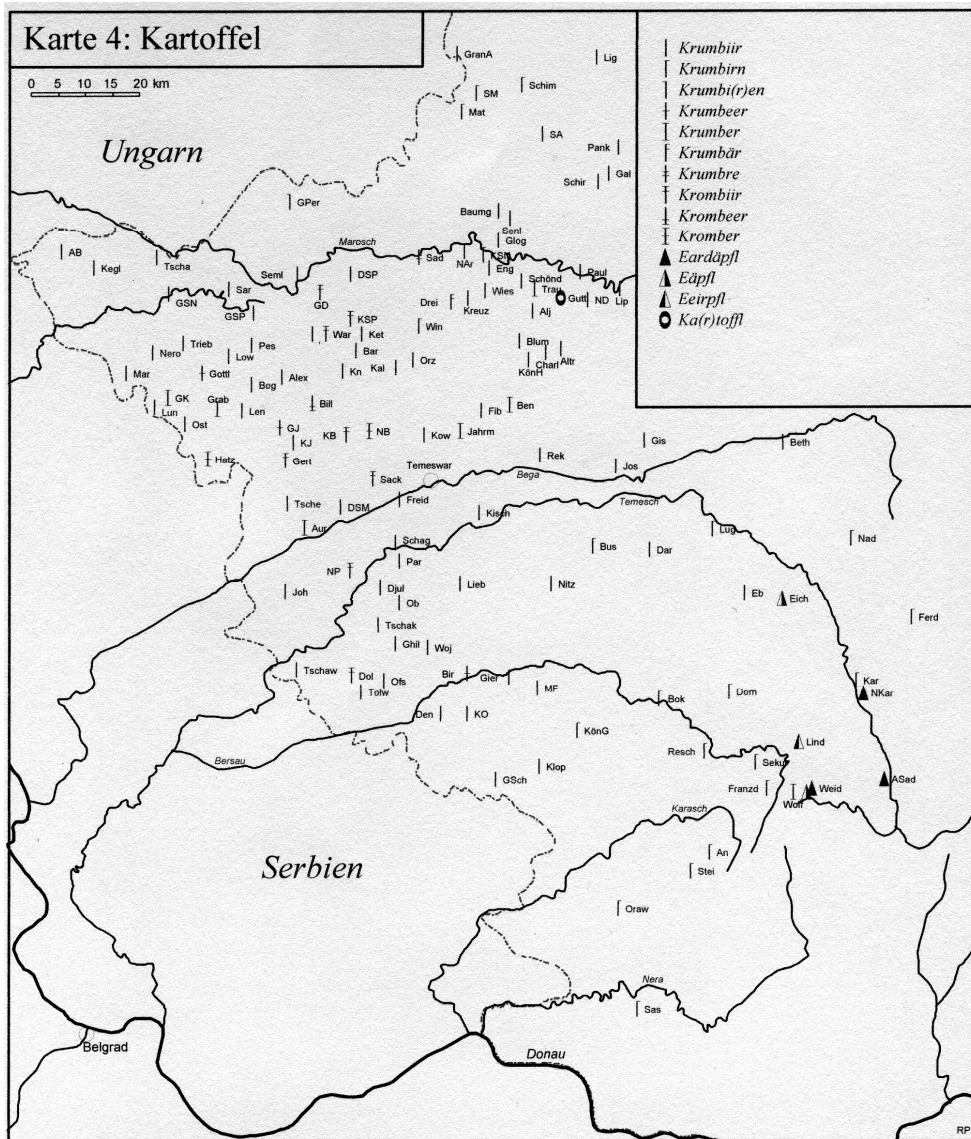 Karte 4: Kartoffel
0 5 10 15 20 km
Krumbiir
Krumbirn
Krumbi(r)en
Krumbeer
Krumber
Krumbär
Krumbre
Krombiir
Krombeer
Kromber
Eardäpfl
Eäpfl
Eeirpfl
Ka(r)toffl
GranA
Lig
Schim
SM
Mat
SA
Ungarn
Pank
Gal
Schir
GPer
Baumg
Senl
Glog
Marosch
AB
Kegl
Tscha
Seml
DSP
Sad
NAr
KSN
Eng
Schönd
Paul
Sar
GSN
GSP
GD
Drei
Kreuz
Wies
Trau
Gutt
ND
Lip
Alj
KSP
War
Ket
Win
Trieb
Nero
Low
Pes
Bar
Kal
Orz
Blum
Charl
Altr
KönH
Mar
Gottl
Bog
Alex
Kn
GK
Grab
Lun
Len
Bill
Fib
Ben
Ost
GJ
KJ
KB
NB
Kow
Jahrm
Gis
Beth
Hatz
Gert
Temeswar
Rek
Bega
Jos
Sack
Tsche
DSM
Freid
Temesch
Kisch
Aur
Lug
Schag
Bus
Dar
Nad
Par
NP
Joh
Djul
Lieb
Nitz
Eb
Eich
Ob
Ferd
Tschak
Ghil
Woj
Tschaw
Dol
Ofs
Tolw
Bir
Gier
MF
Bok
Dom
Kar
NKar
Den
KO
KönG
Lind
Resch
Bersau
Klop
Seku
GSch
Franzd
Wolf
Weid
ASad
Karasch
An
Serbien
Stei
Oraw
Nera
Sas
Belgrad
Donau
RP